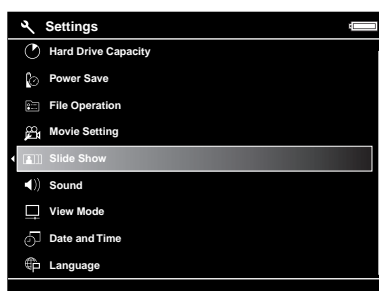 Settings
Hard Drive Capacity
Power Save
File Operation
Movie Setting
Slide Show
Sound
View Mode
Date and Time
Language